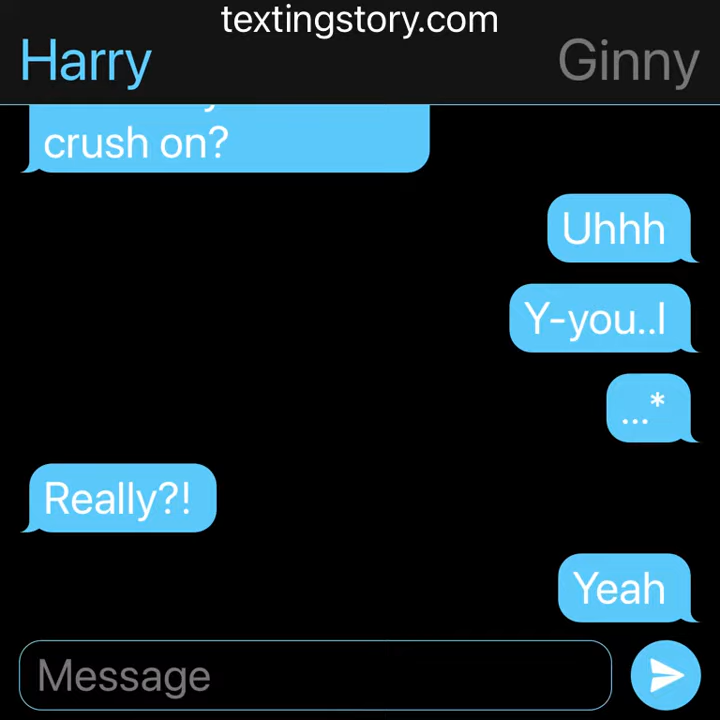 textingstory.com
Harry
Ginny
crush on?
Uhhh
Y-you..I
...*
Really?!
Yeah
Message